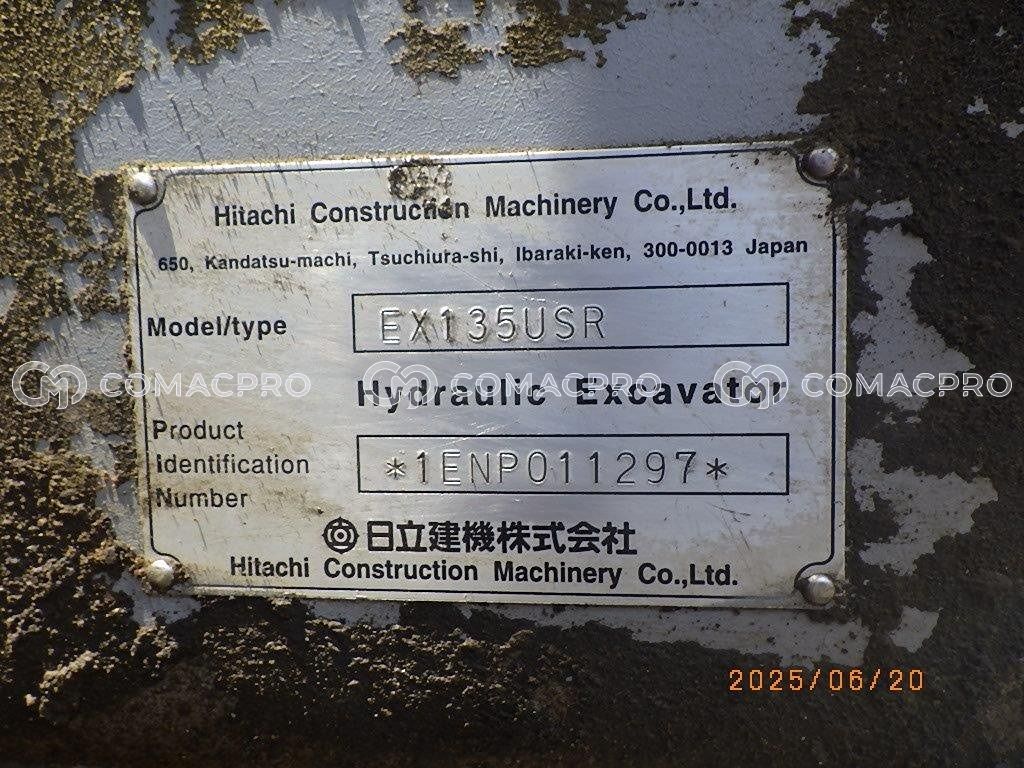 Hitachi Construction Machinery Co.,Ltd.
650, Kandatsu-machi, Tsuchiura-shi, Ibaraki-ken, 300-0013 Japan
Model/type
EX135USR
COMACPRO COMACPRO COMACPRO
Hydraulic Excavator
Product
Identification
Number
*1ENP011297*
日立建機株式会社
Hitachi Construction Machinery Co.,Ltd.
2025/06/20